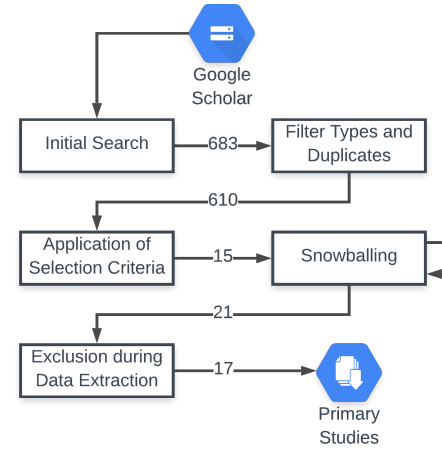 Google
Scholar
Initial Search
683
Filter Types and
Duplicates
610
Application of
Selection Criteria
15
Snowballing
21
Exclusion during
Data Extraction
17
Primary
Studies